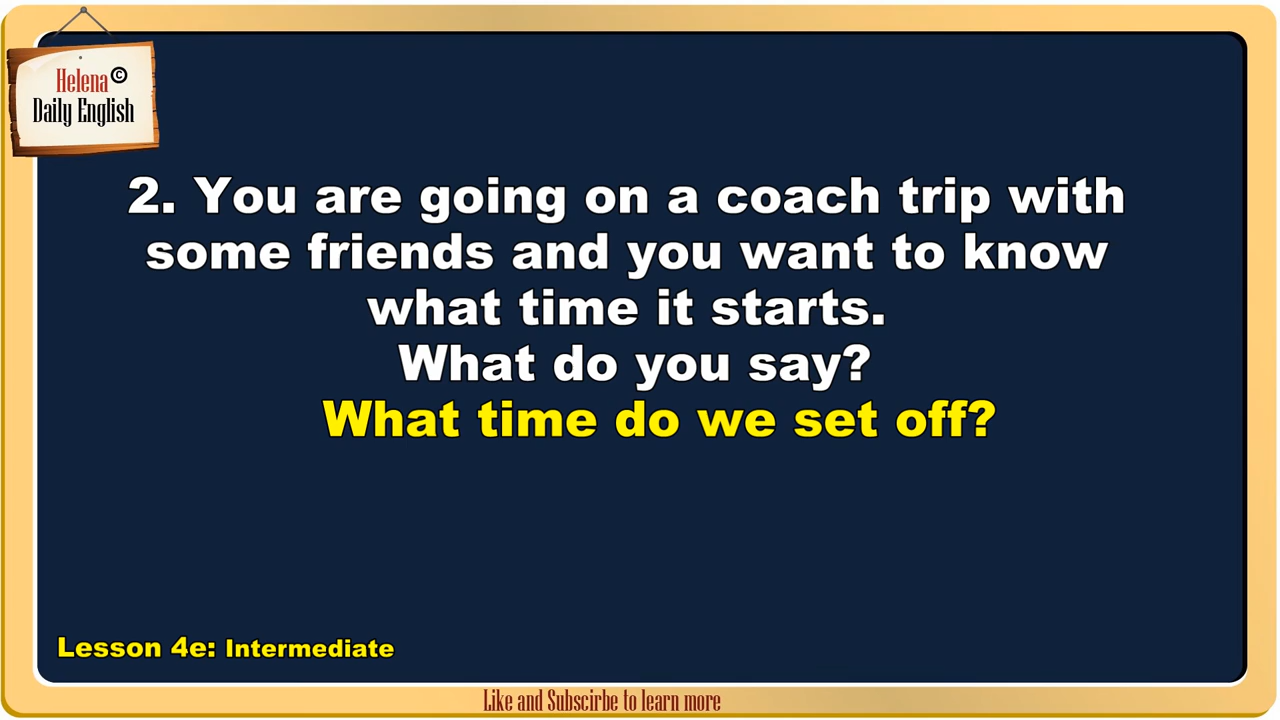 Helena ©
Daily English
2. You are going on a coach trip with
some friends and you want to know
what time it starts.
What do you say?
What time do we set off?
Lesson 4e: Intermediate
Like and Subscirbe to learn more